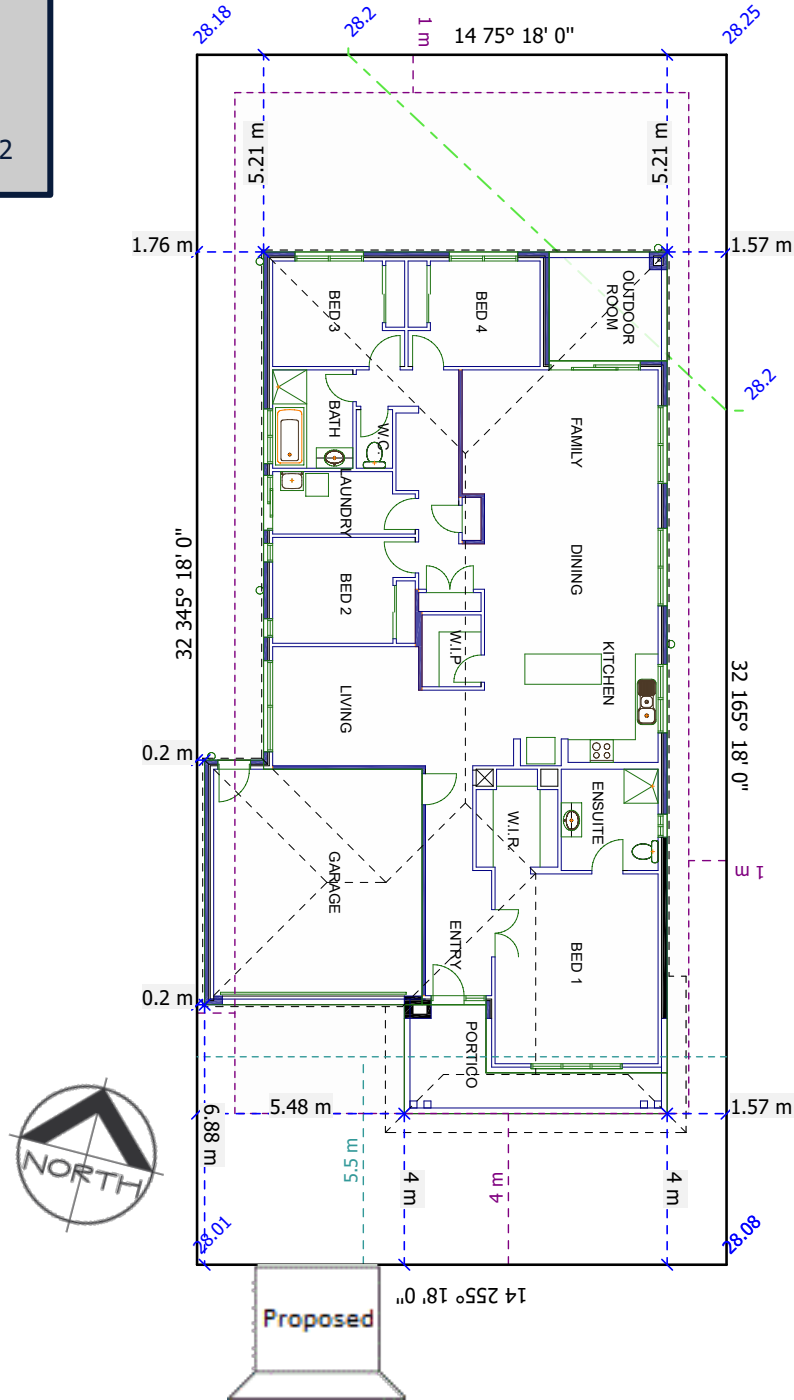 2
28.18
28.2
1 m
14 75° 18' 0"
28.25
5.21 m
5.21 m
1.76 m
1.57 m
BED 3
BED 4
OUTDOOR
ROOM
28.2
BATH
W.C
FAMILY
LAUNDRY
32 345° 18' 0"
BED 2
DINING
W.I.P
KITCHEN
LIVING
32 165° 18' 0"
0.2 m
ENSUITE
W.I.R.
1 m
GARAGE
ENTRY
BED 1
0.2 m
PORTICO
5.48 m
1.57 m
6.88 m
5.5 m
4 m
4 m
4 m
NORTH
28.01
28.08
14 255° 18' 0"
Proposed